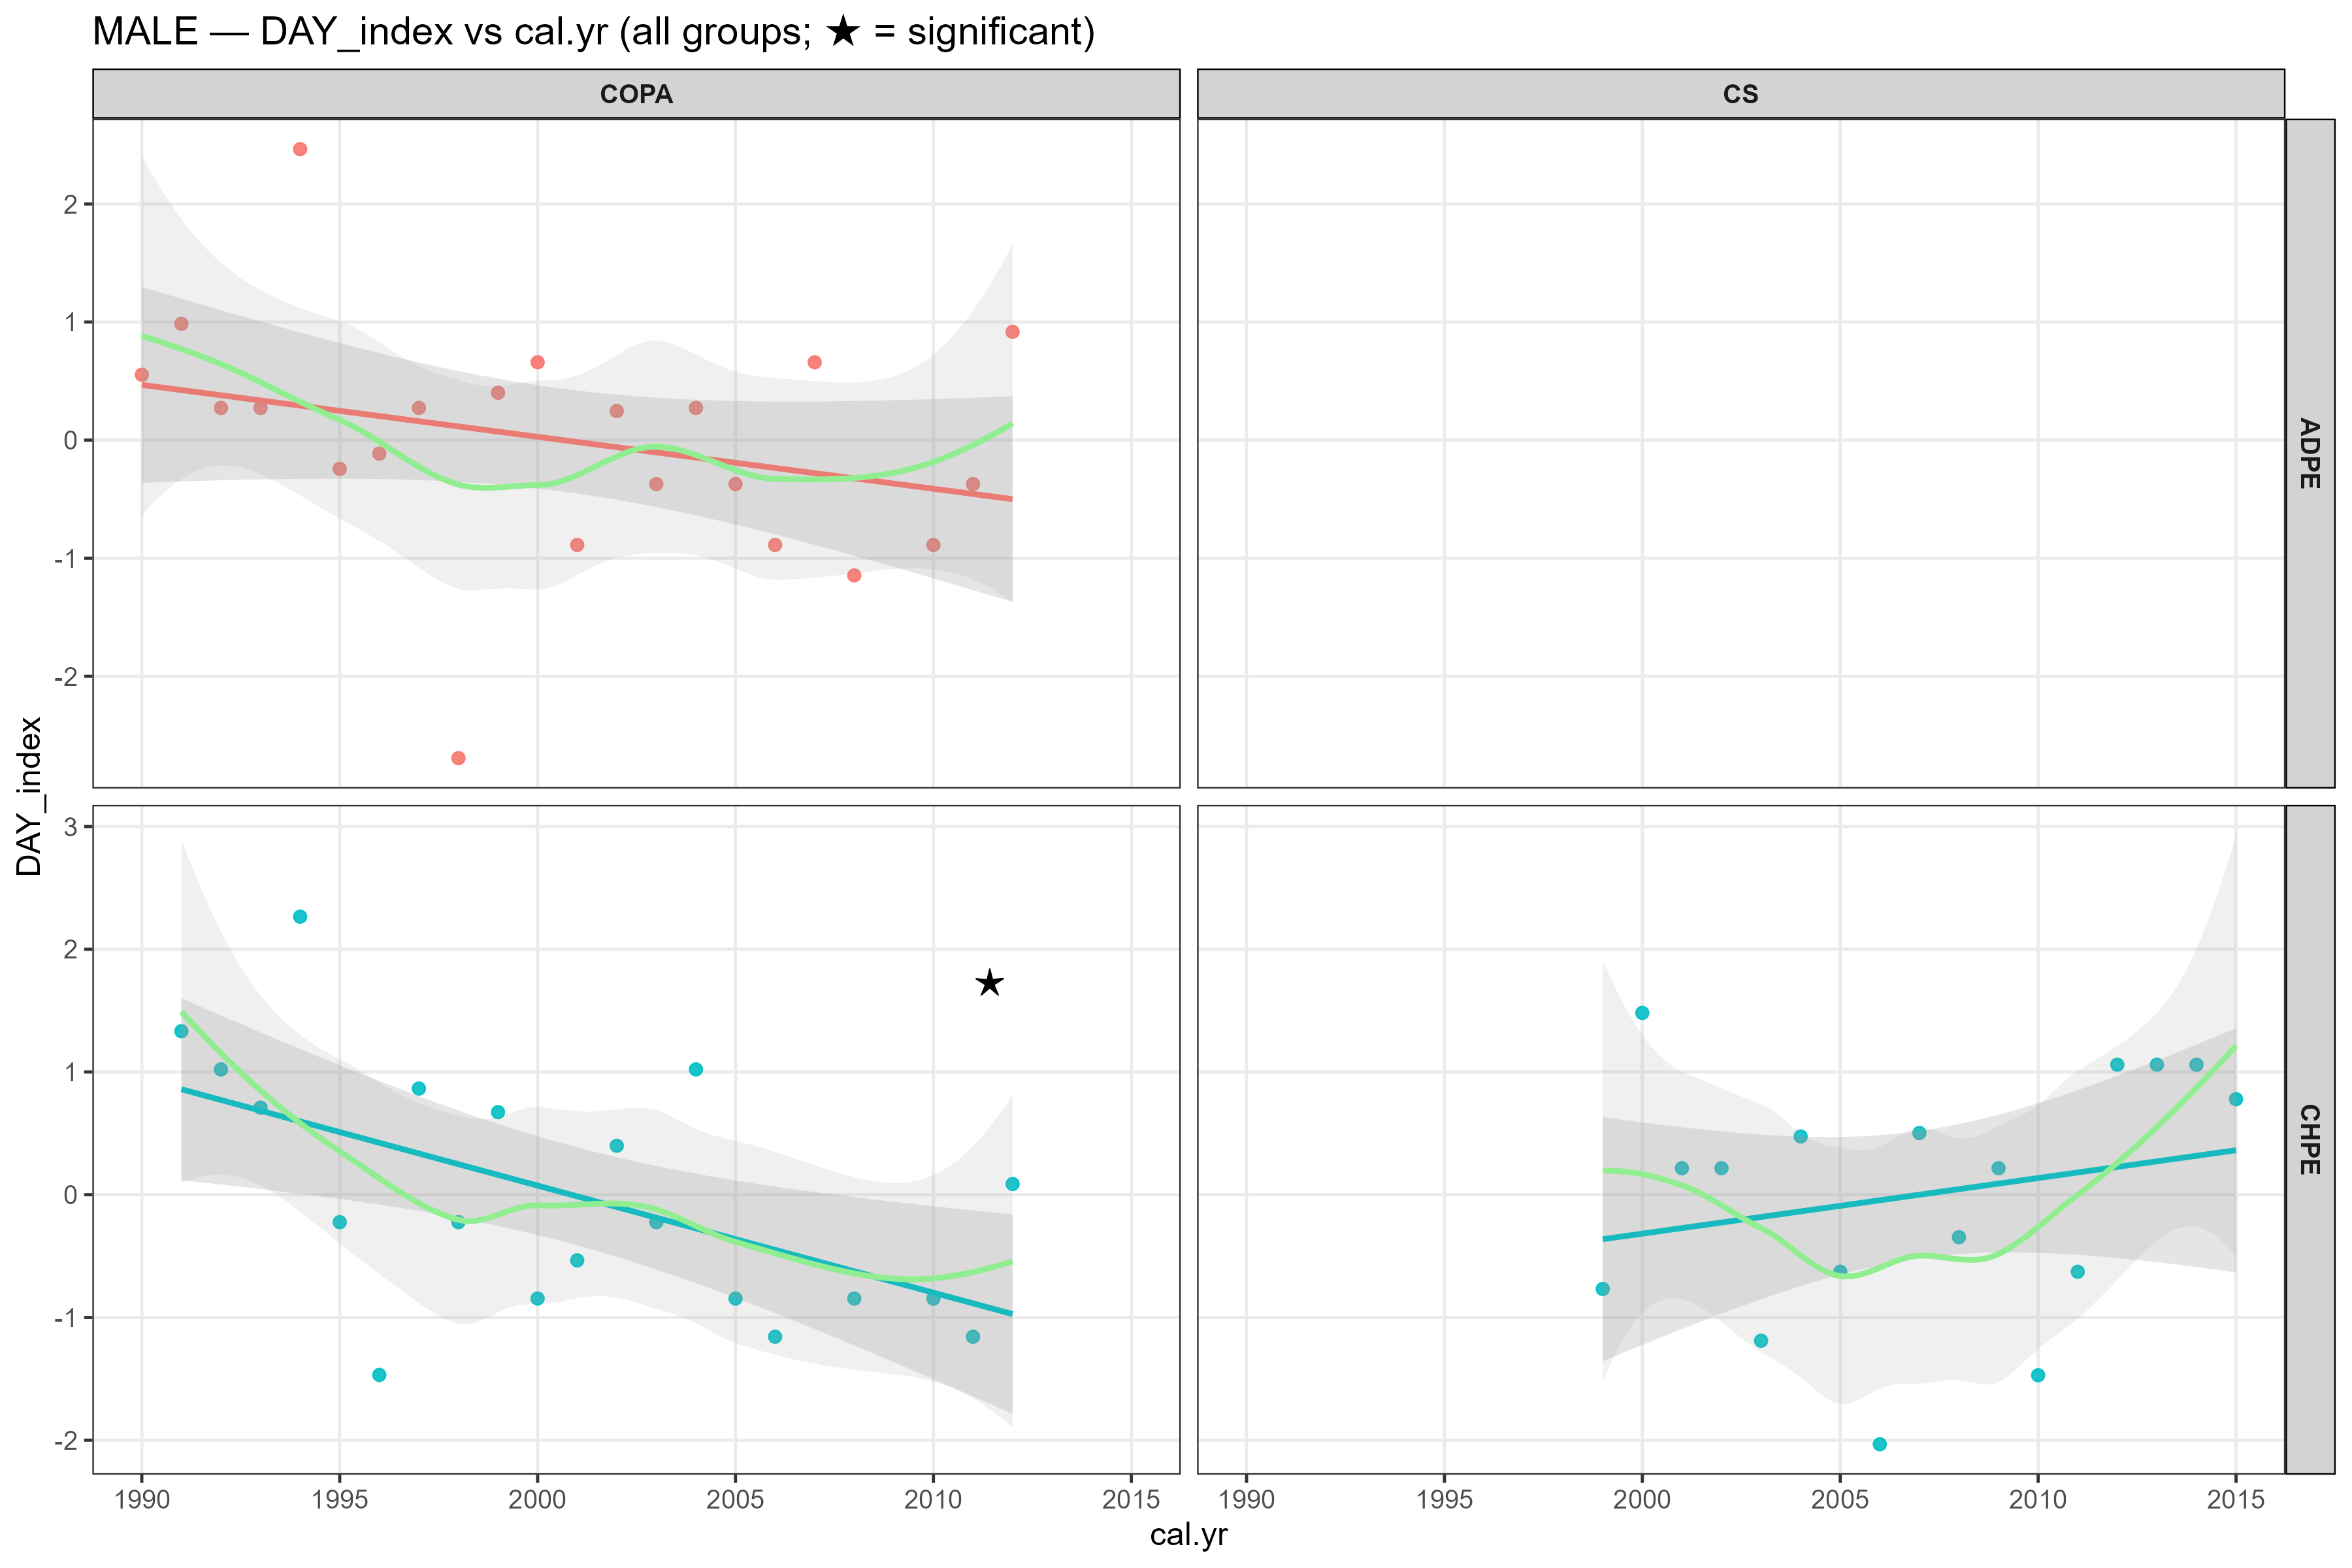 MALE — DAY_index vs cal.yr (all groups; ★ = significant)
COPA
CS
ADPE
CHPE
DAY_index
2
1
0
-1
-2
3
2
1
0
-1
-2
★
1990 1995 2000 2005 2010 2015
1990 1995 2000 2005 2010 2015
cal.yr